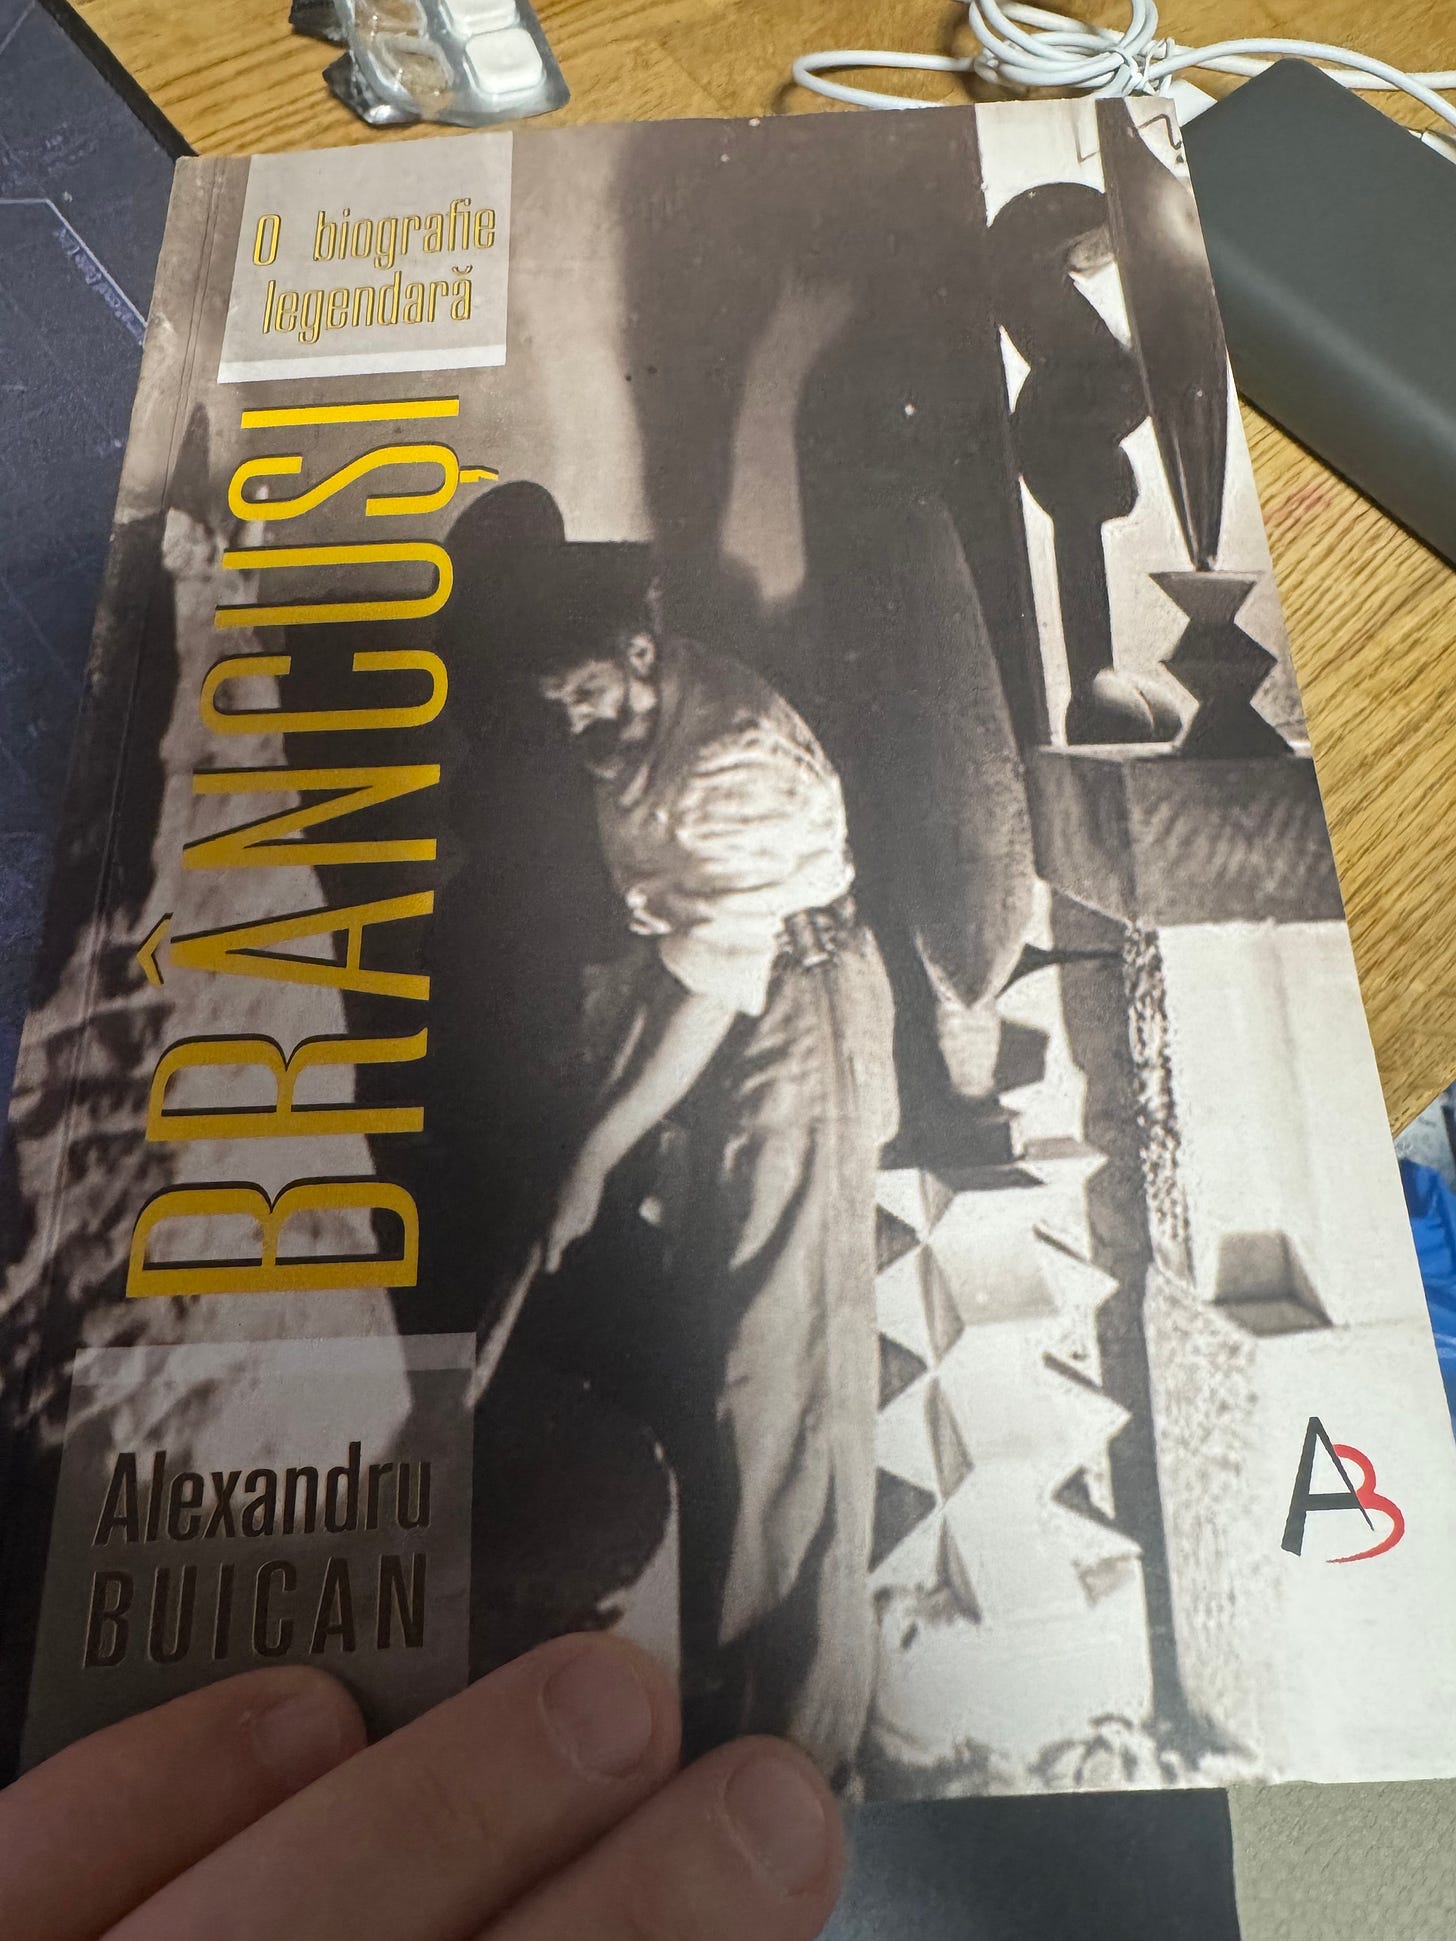 O biografie
legendară
BRÂNCUȘI
Alexandru
BUICAN
AB